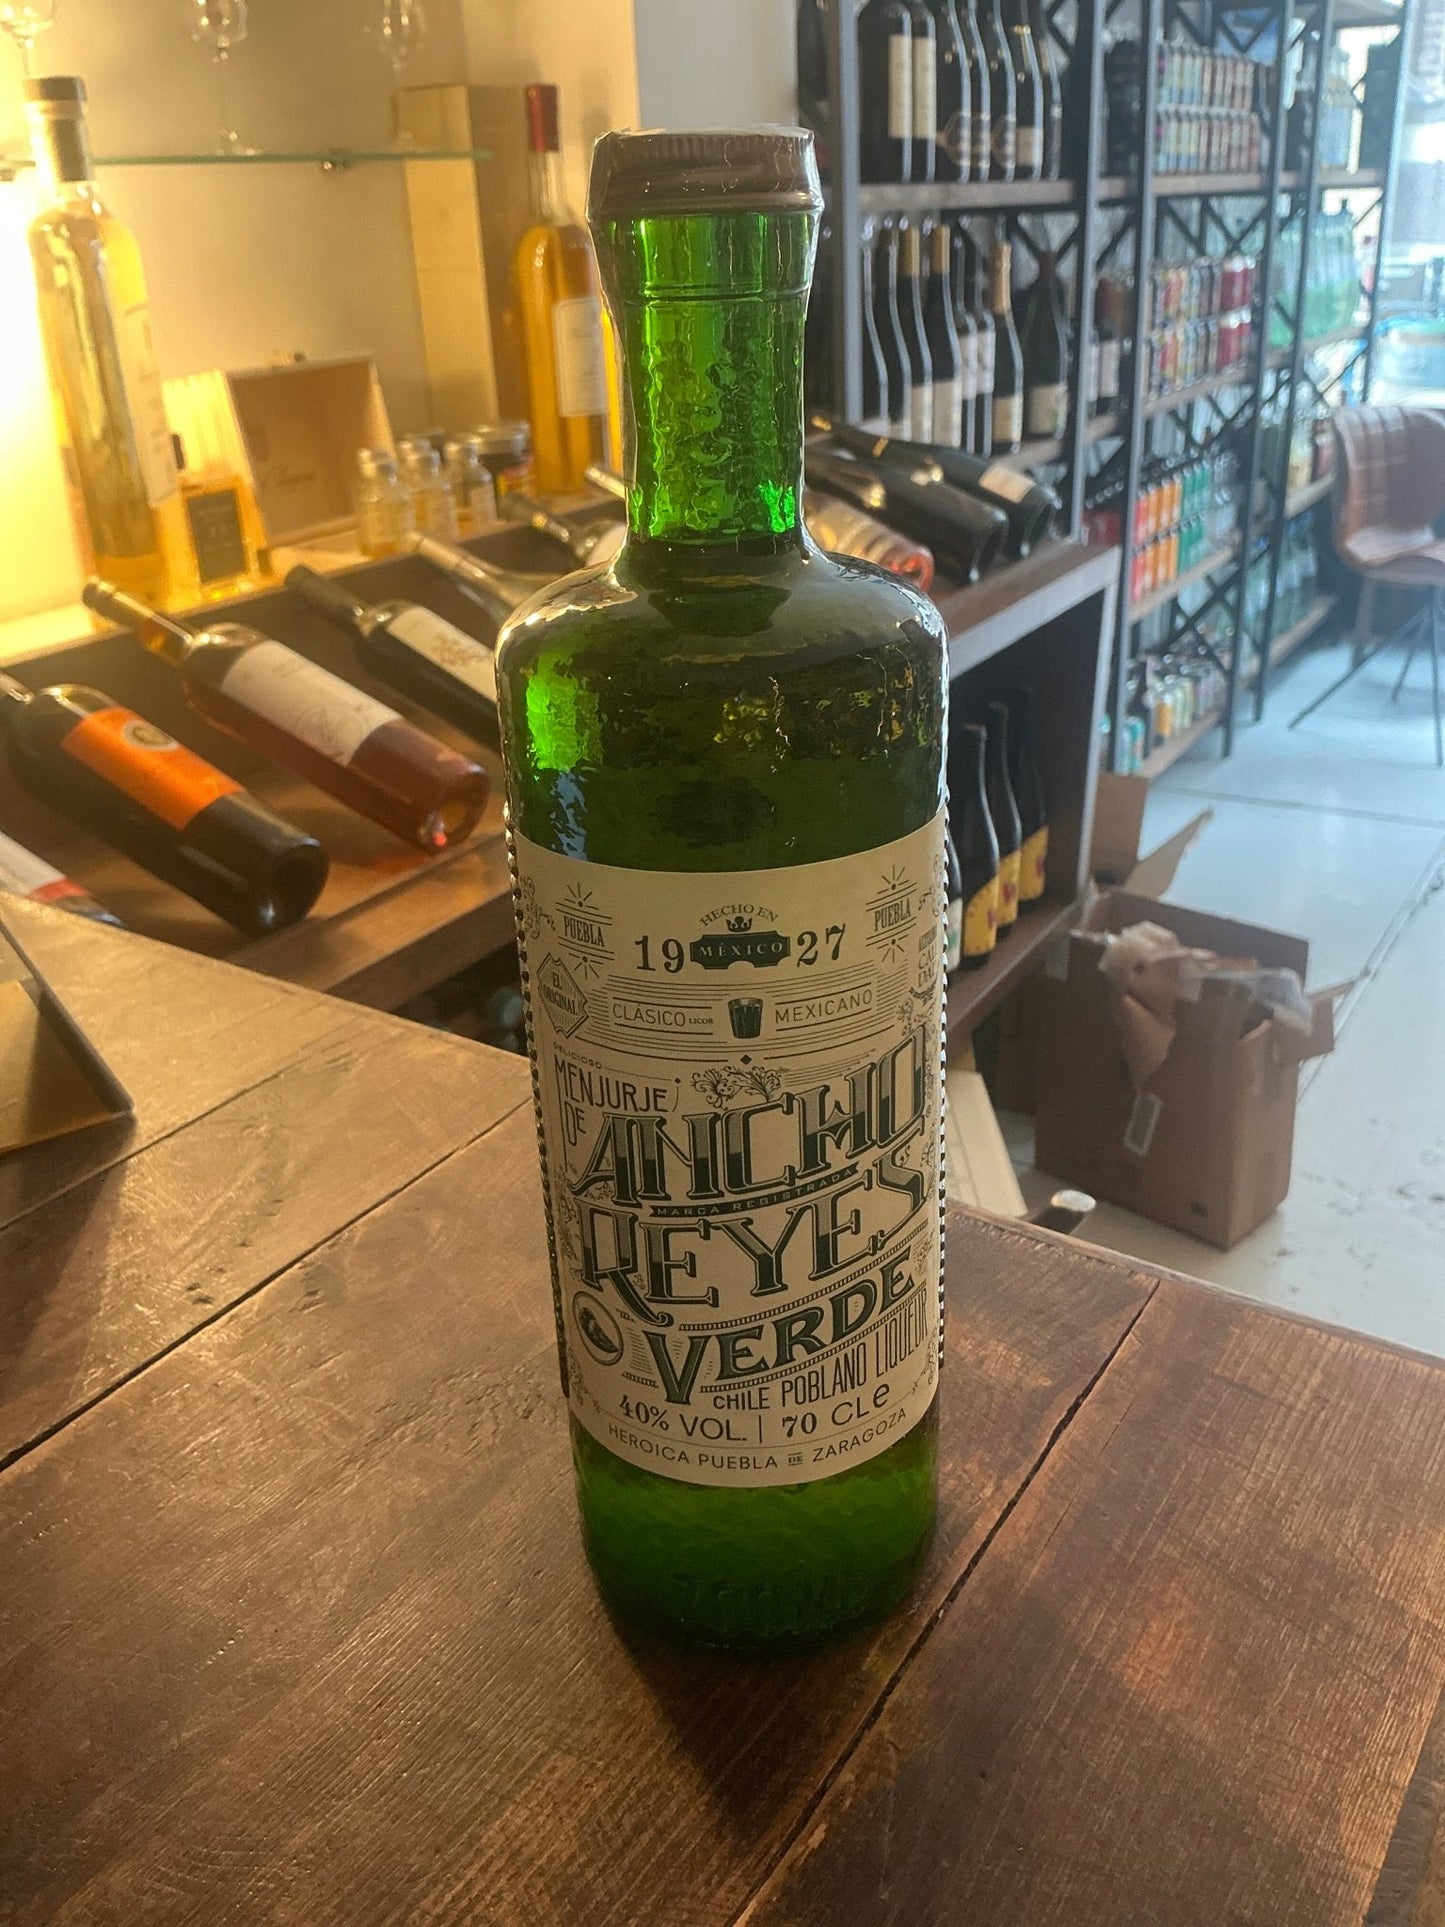 HECHO EN
PUEBLA 19 MÉXICO 27 PUEBLA
EL ORIGINAL
CLÁSICO LICOR MEXICANO
DELICIOSO
MENJURJE
DE ANCHO
MARCA REGISTRADA
REYES
VERDE
CHILE POBLANO LIQUEUR
40% VOL. | 70 CL e
HEROICA PUEBLA DE ZARAGOZA